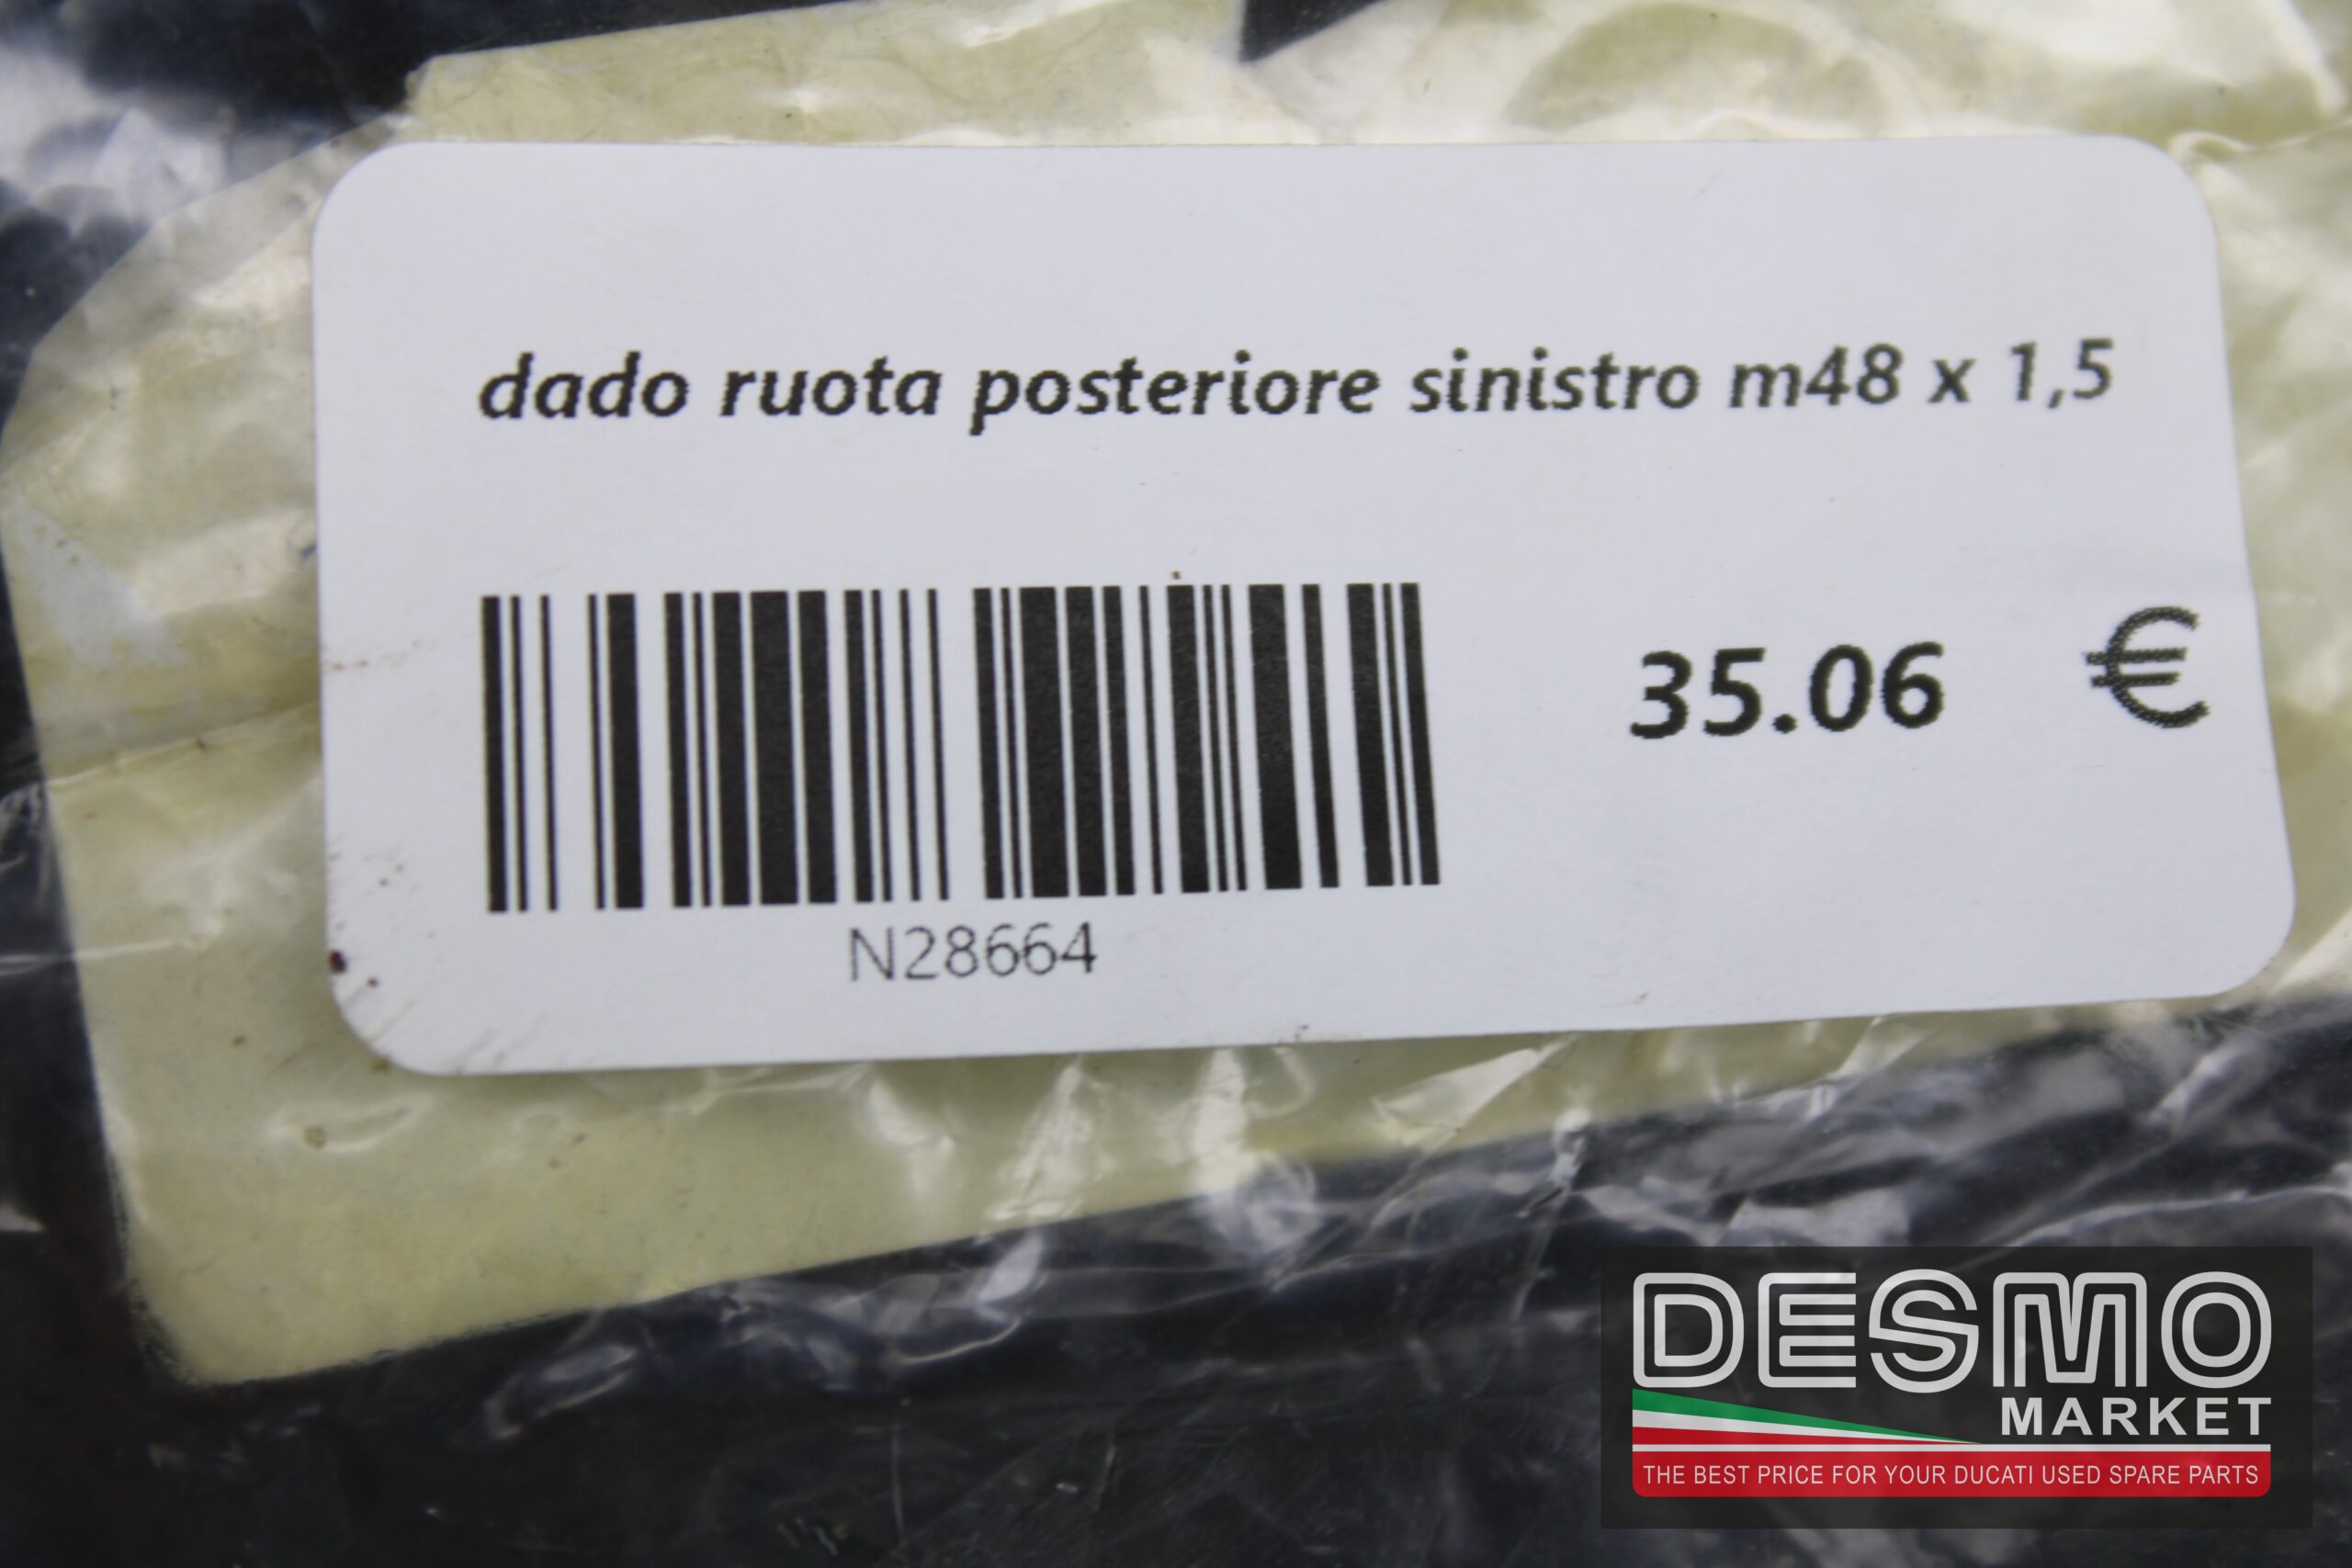 dado ruota posteriore sinistro m48 x 1,5
35.06 €
N28664
DESMO
MARKET
THE BEST PRICE FOR YOUR DUCATI USED SPARE PARTS